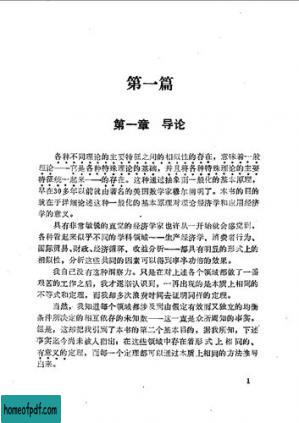 第一篇
第一章 导论
各种不同理论的主要特征之间的相似性的存在，意味着一般
理论——它是各种特殊理论的基础，并且将各种特殊理论的主要
特征统一起来——的存在。这种通过抽象而一般化的基本原理，
早在30多年以前就由著名的美国数学家穆尔阐明了。本书的目的
就在于详细论述这种一般化的基本原理对理论经济学和应用经济
学的意义。
具有非常敏锐的直觉的经济学家也许从一开始就会感觉到，
各种看起来似乎不同的学科领域——生产经济学、消费者行为、
国际贸易、财政、经济循环、收益分析——都具有明显的形式上的
相似性，分析这些共同的因素可以得到事半功倍的效果。
我自己没有这种洞察力。只是在对上述各个领域都做了一番
艰苦的工作之后，我才逐渐认识到，一再出现的是本质上相同的
不等式和定理，而我却多次浪费时间去证明同样的定理。
当然，我知道每个领域都涉及到由假定有效而又独立的均衡
条件所决定的相互依存的未知数——这一直是众所周知的事实。
但是，这却把我引到了本书的第二个基本目的，据我所知，下述
事实迄今尚未被人指出：在这些领域中存在着形式上相同的、
有意义的定理，而每一个定理都可以通过本质上相同的方法推导
出来。
1
homeofpdf.com